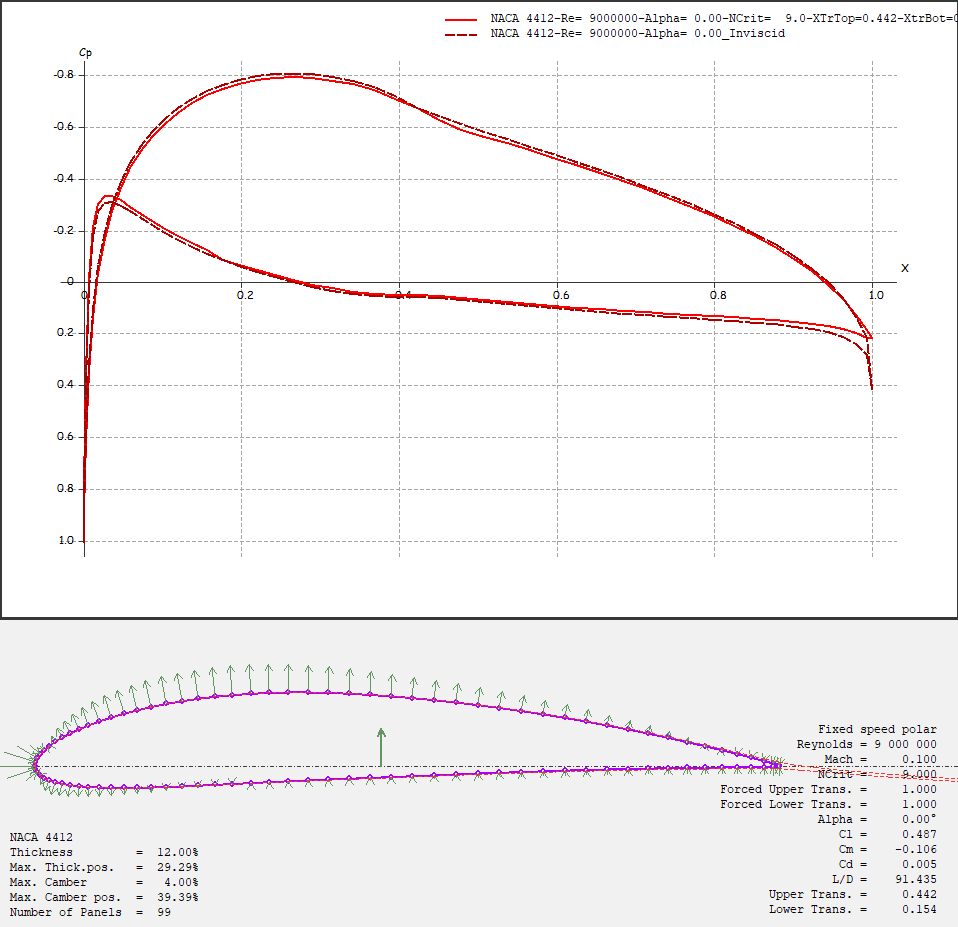 NACA 4412-Re= 9000000-Alpha= 0.00-NCrit= 9.0-XTrTop=0.442-XtrBot=0
NACA 4412-Re= 9000000-Alpha= 0.00_Inviscid
Cp
-0.8
-0.6
-0.4
-0.2
-0
X
0
0.2
0.4
0.6
0.8
1.0
0.2
0.4
0.6
0.8
1.0
Fixed speed polar
Reynolds = 9 000 000
Mach = 0.100
NCrit = 9.000
Forced Upper Trans. = 1.000
Forced Lower Trans. = 1.000
Alpha = 0.00°
Cl = 0.487
Cm = -0.106
Cd = 0.005
L/D = 91.435
Upper Trans. = 0.442
Lower Trans. = 0.154
NACA 4412
Thickness = 12.00%
Max. Thick.pos. = 29.29%
Max. Camber = 4.00%
Max. Camber pos. = 39.39%
Number of Panels = 99